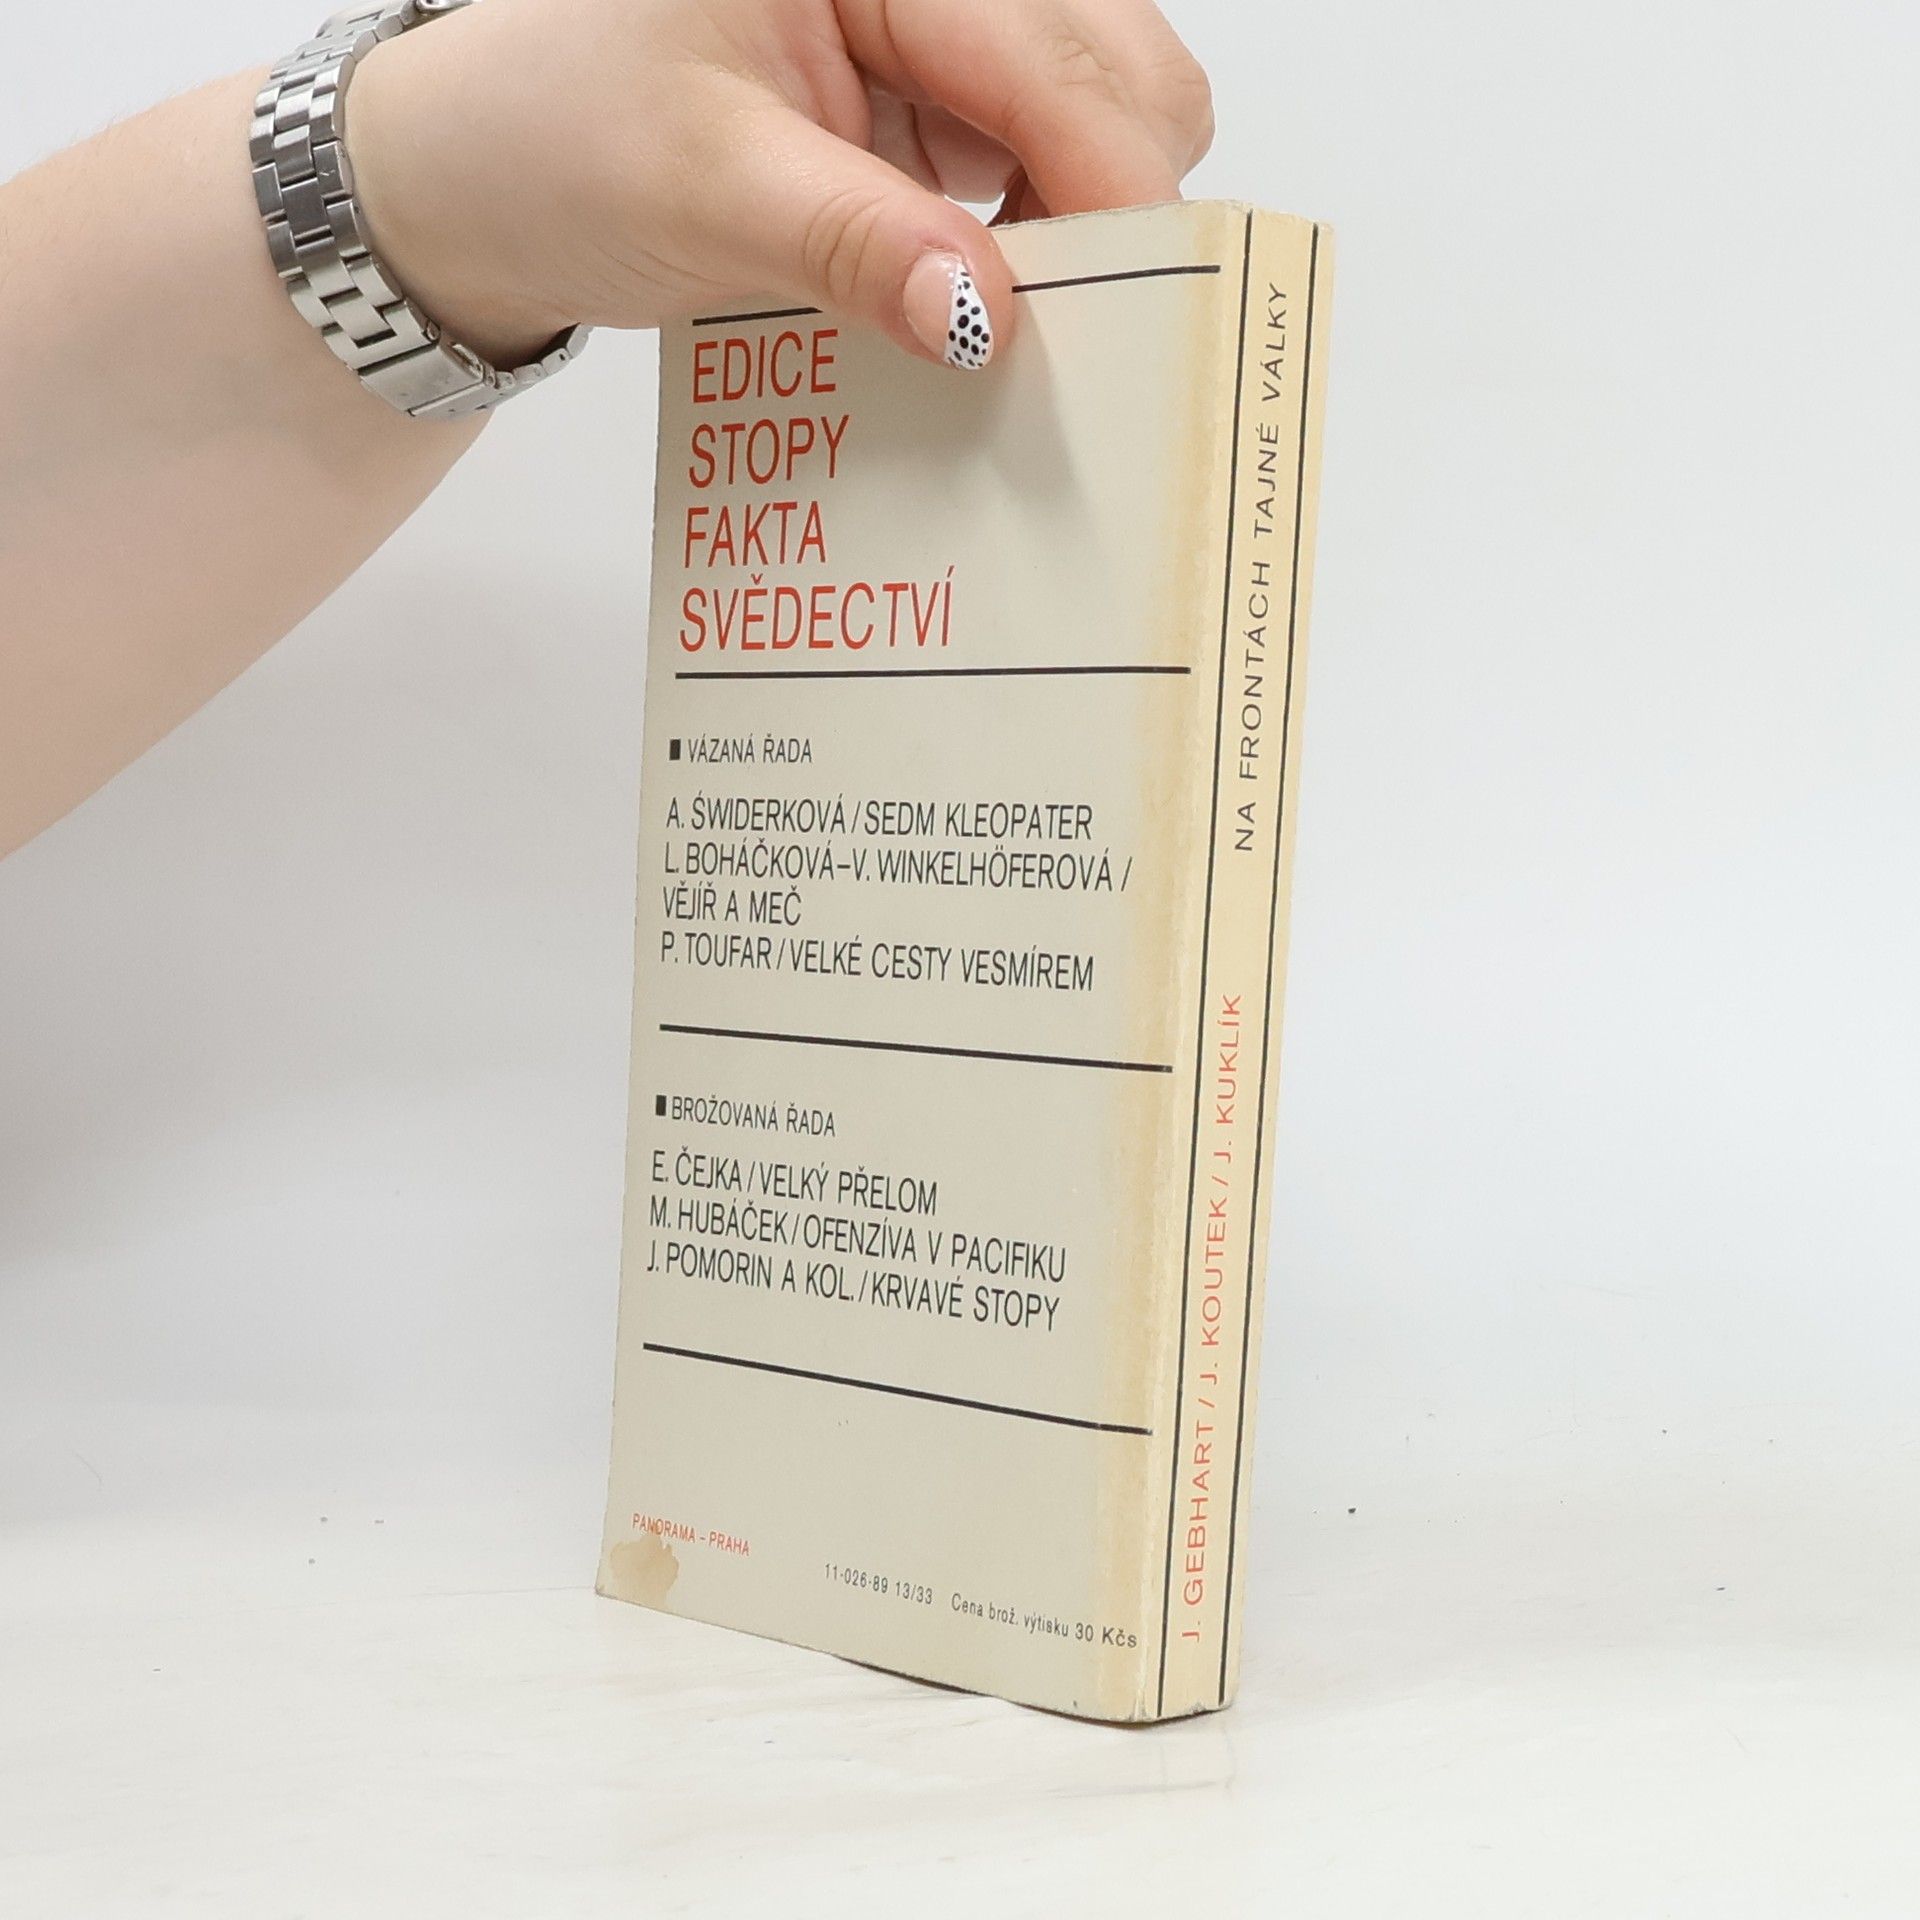 EDICE
STOPY
FAKTA
SVĚDECTVÍ
VÁZANÁ ŘADA
A. ŚWIDERKOVÁ / SEDM KLEOPATER
L. BOHÁČKOVÁ–V. WINKELHÖFEROVÁ /
VĚJÍŘ A MEČ
P. TOUFAR / VELKÉ CESTY VESMÍREM
BROŽOVANÁ ŘADA
E. ČEJKA / VELKÝ PŘELOM
M. HUBÁČEK / OFENZÍVA V PACIFIKU
J. POMORIN A KOL. / KRVAVÉ STOPY
PANORAMA – PRAHA
11-026-89 13/33 Cena brož. výtisku 30 Kčs
J. GEBHART / J. KOUTEK / J. KUKLÍK NA FRONTÁCH TAJNÉ VÁLKY